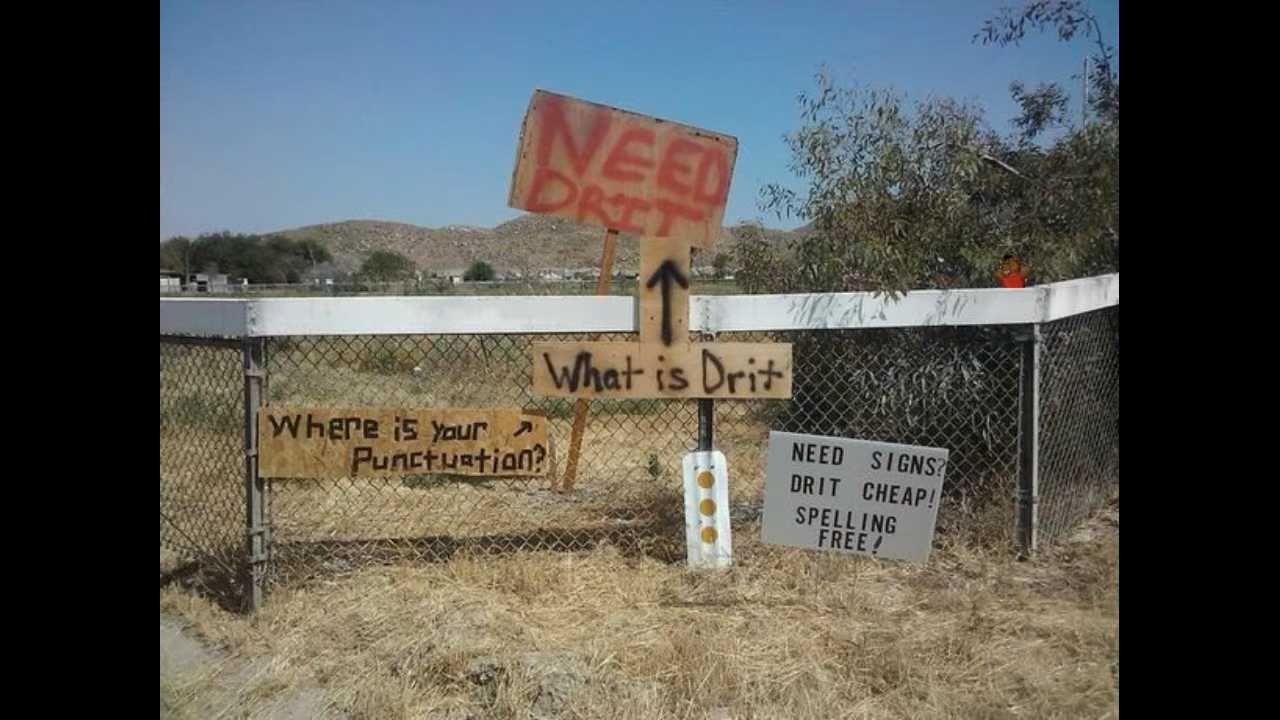 NEED
DRIT
What is Drit
Where is your
Punctuation?
NEED SIGNS?
DRIT CHEAP!
SPELLING
FREE!